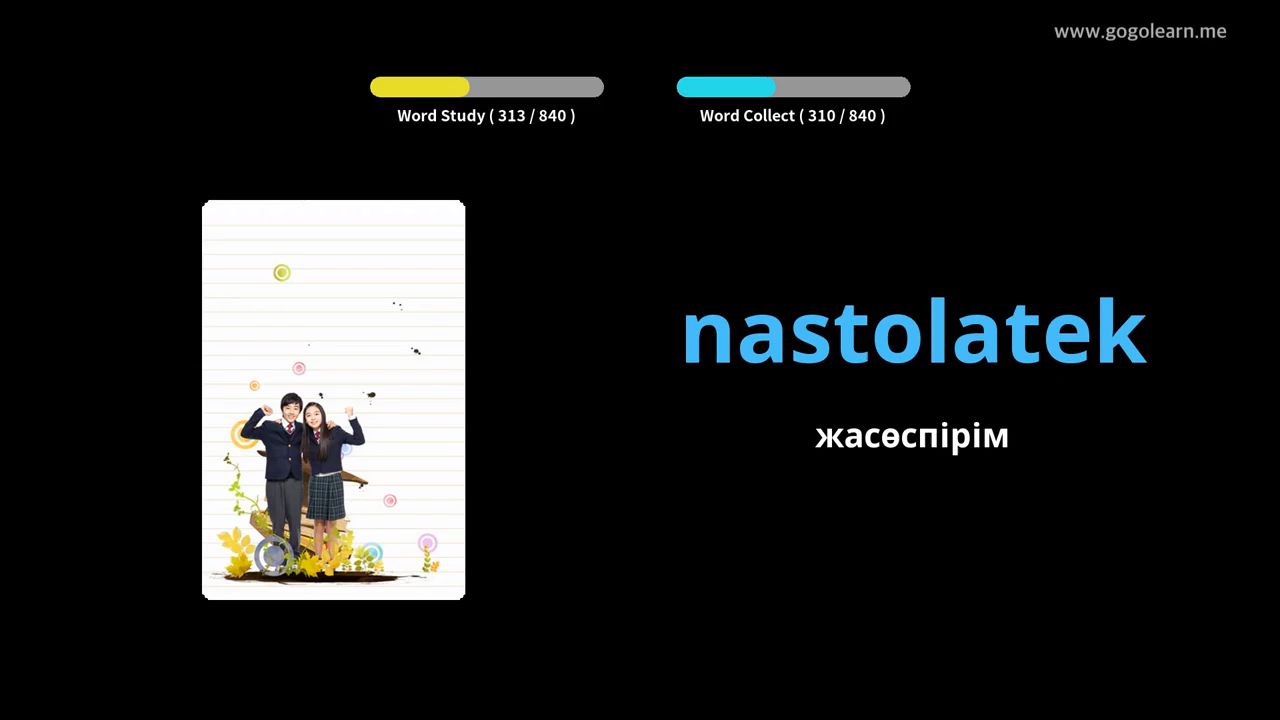 www.gogolearn.me
Word Study ( 313 / 840 )
Word Collect ( 310 / 840 )
nastolatek
жасөспірім